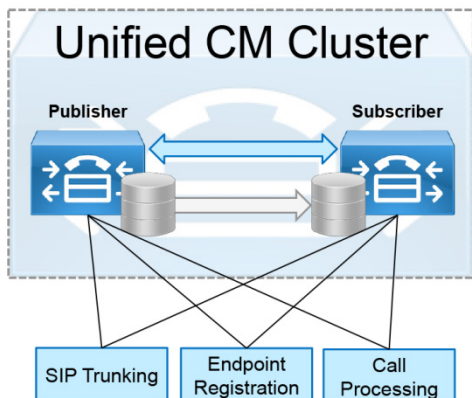 Unified CM Cluster
Publisher
Subscriber
SIP Trunking
Endpoint
Registration
Call
Processing